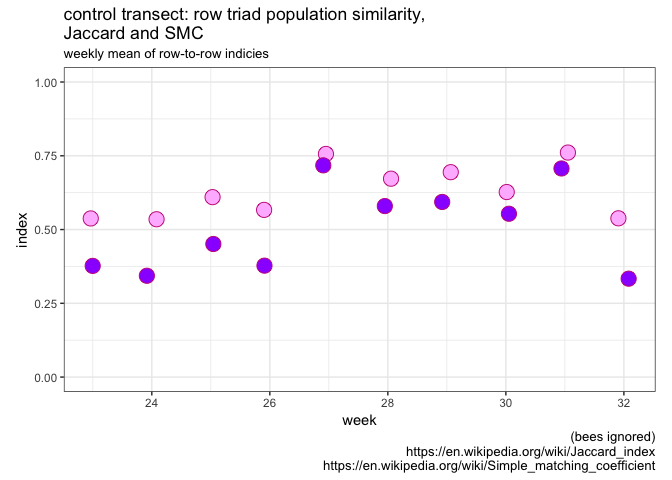 control transect: row triad population similarity,
Jaccard and SMC
weekly mean of row-to-row indicies
1.00
0.75
0.50
0.25
0.00
index
24 26 28 30 32
week
(bees ignored)
https://en.wikipedia.org/wiki/Jaccard_index
https://en.wikipedia.org/wiki/Simple_matching_coefficient